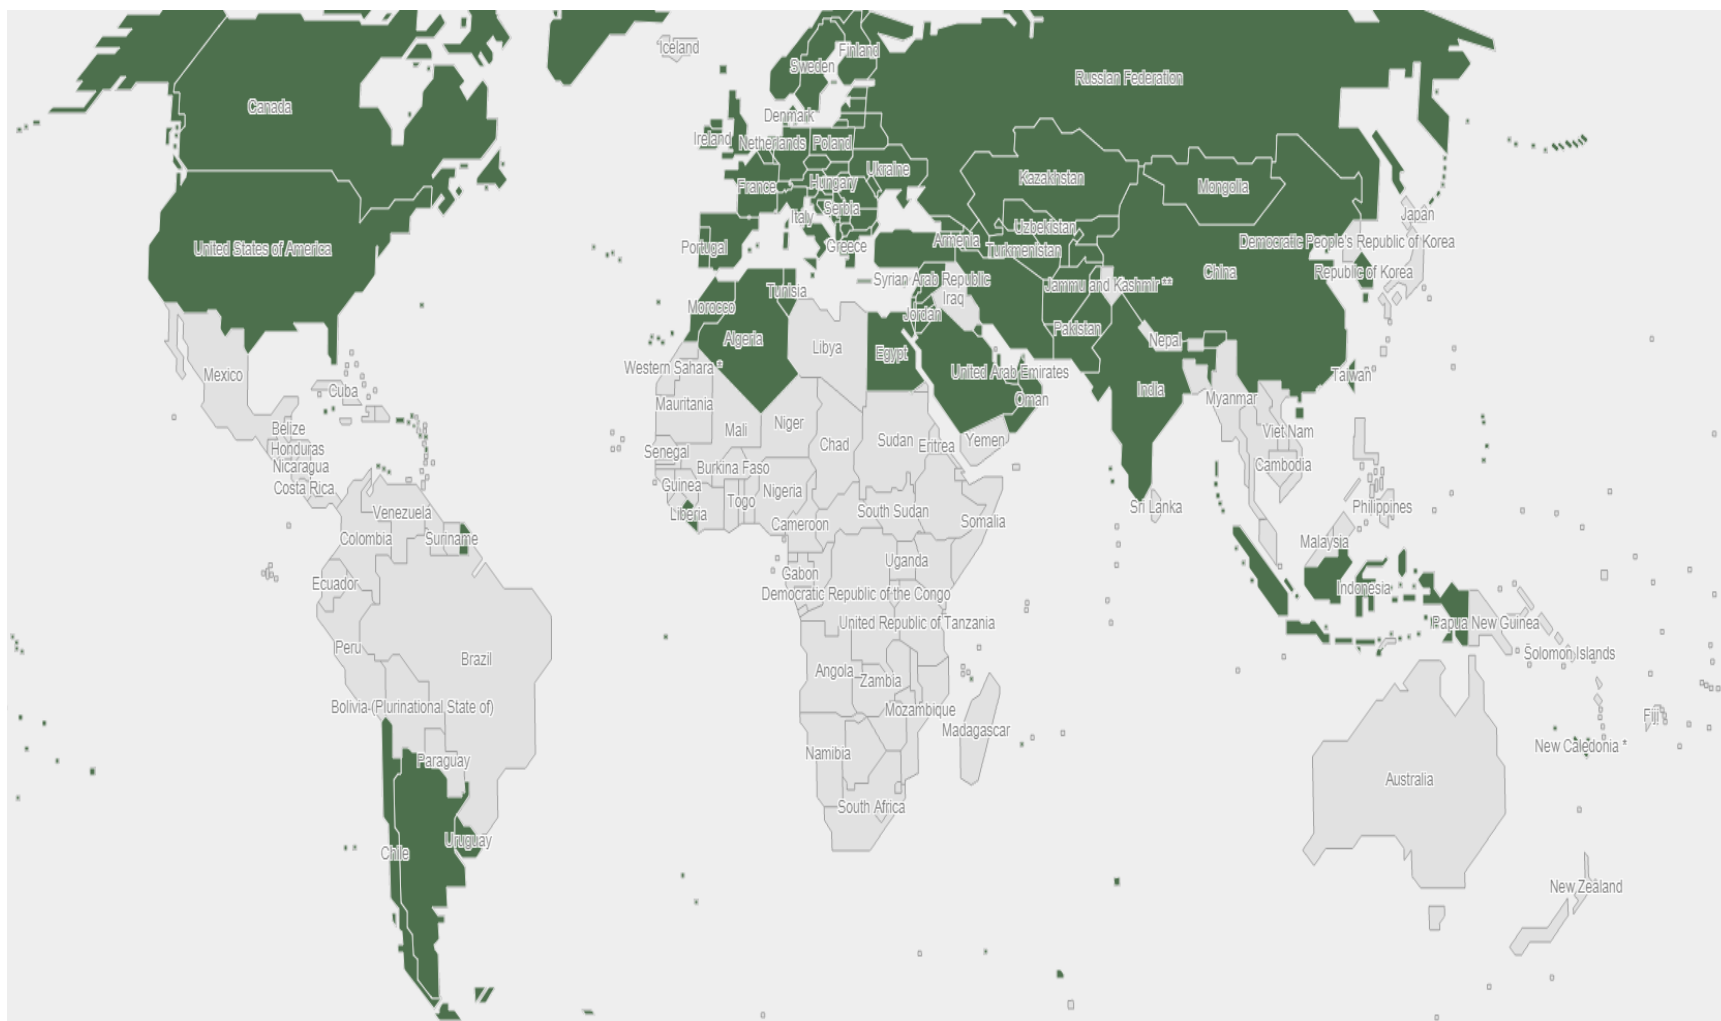 Iceland
Finland
Sweden
Russian Federation
Canada
Denmark
Ireland
Netherlands
Poland
Ukraine
Kazakhstan
France
Hungary
Mongolia
Serbia
Italy
Japan
Uzbekistan
United States of America
Portugal
Greece
Armenia
Turkmenistan
Democratic People's Republic of Korea
China
Republic of Korea
Syrian Arab Republic
Jammu and Kashmir **
Tunisia
Iraq
Morocco
Jordan
Pakistan
Algeria
Libya
Egypt
Nepal
Western Sahara *
United Arab Emirates
Taiwan
Mexico
Cuba
India
Oman
Myanmar
Mauritania
Belize
Mali
Niger
Chad
Sudan
Eritrea
Yemen
Viet Nam
Honduras
Senegal
Nicaragua
Burkina Faso
Cambodia
Costa Rica
Guinea
Nigeria
Venezuela
Liberia
Togo
South Sudan
Sri Lanka
Philippines
Cameroon
Somalia
Colombia
Suriname
Malaysia
Uganda
Ecuador
Gabon
Indonesia
Democratic Republic of the Congo
United Republic of Tanzania
Papua New Guinea
Peru
Brazil
Solomon Islands
Angola
Zambia
Bolivia (Plurinational State of)
Mozambique
Fiji
Madagascar
New Caledonia *
Paraguay
Namibia
Australia
South Africa
Chile
Uruguay
New Zealand